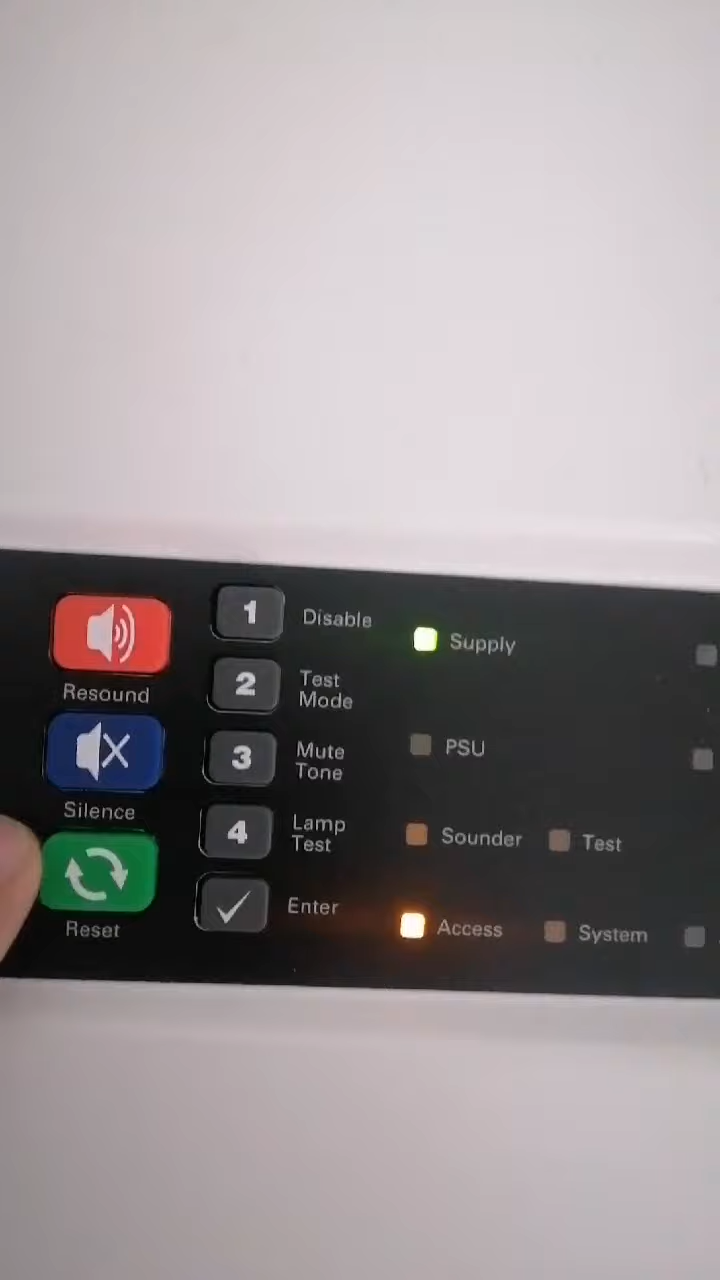 Resound
Silence
Reset
1 Disable
2 Test
Mode
3 Mute
Tone
4 Lamp
Test
Enter
Supply
PSU
Sounder
Test
Access
System